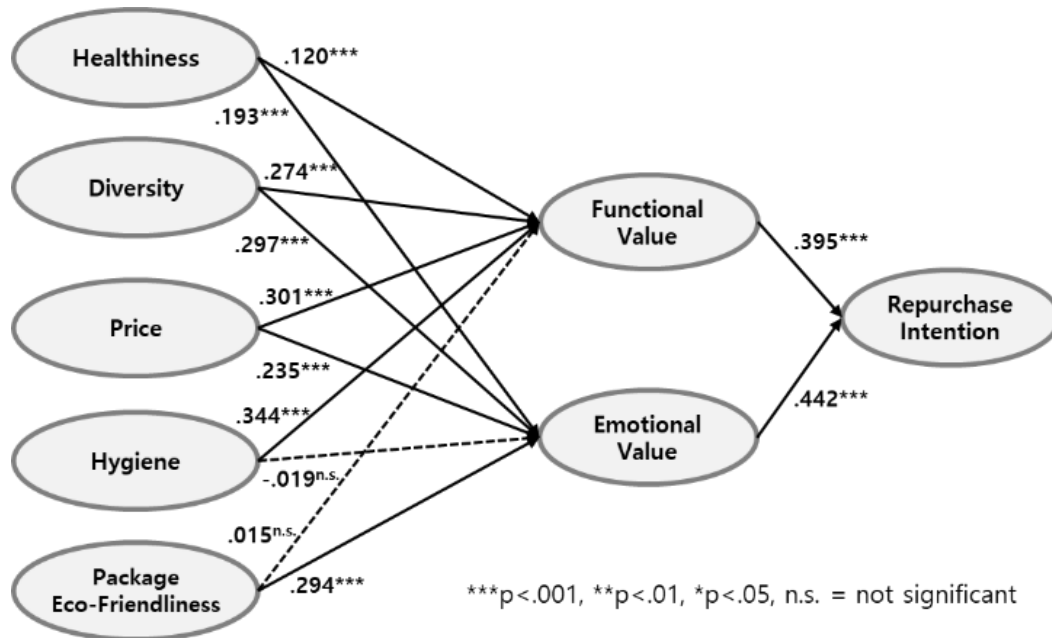 Healthiness
.120***
.193***
Diversity
.274***
.297***
Price
.301***
.235***
Hygiene
.344***
-.019n.s.
Package
Eco-Friendliness
.015n.s.
.294***
Functional
Value
Emotional
Value
.395***
.442***
Repurchase
Intention
***p<.001, **p<.01, *p<.05, n.s. = not significant